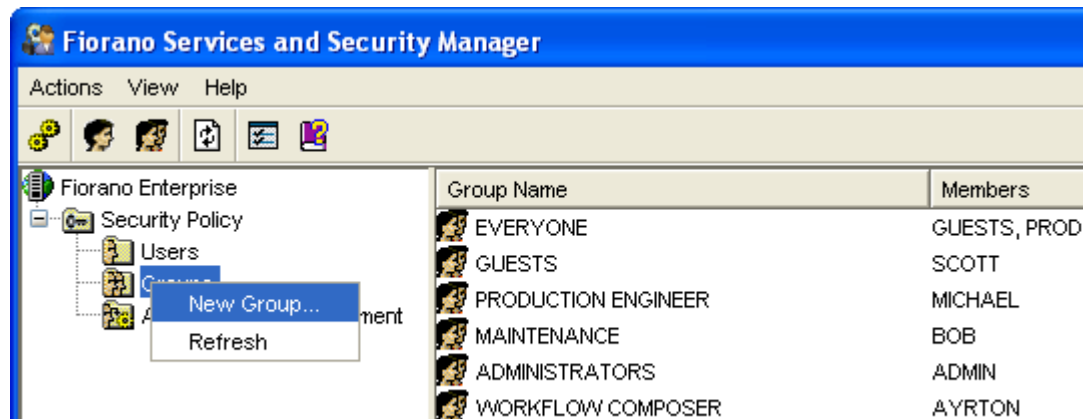 Fiorano Services and Security Manager
Actions View Help
Fiorano Enterprise
Security Policy
Users
New Group...
Refresh
ment
Group Name Members
EVERYONE GUESTS, PROD
GUESTS SCOTT
PRODUCTION ENGINEER MICHAEL
MAINTENANCE BOB
ADMINISTRATORS ADMIN
WORKFLOW COMPOSER AYRTON